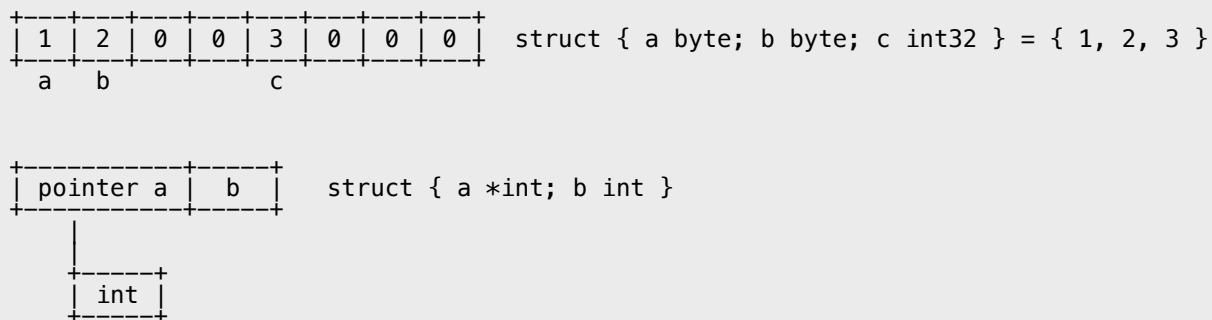 +---+---+---+---+---+---+---+---+
| 1 | 2 | 0 | 0 | 3 | 0 | 0 | 0 |  struct { a byte; b byte; c int32 } = { 1, 2, 3 }
+---+---+---+---+---+---+---+---+
  a   b           c
+-----------+-----+
| pointer a |  b  |   struct { a *int; b int }
+-----------+-----+
    |
    |
    +-----+
    | int |
    +-----+